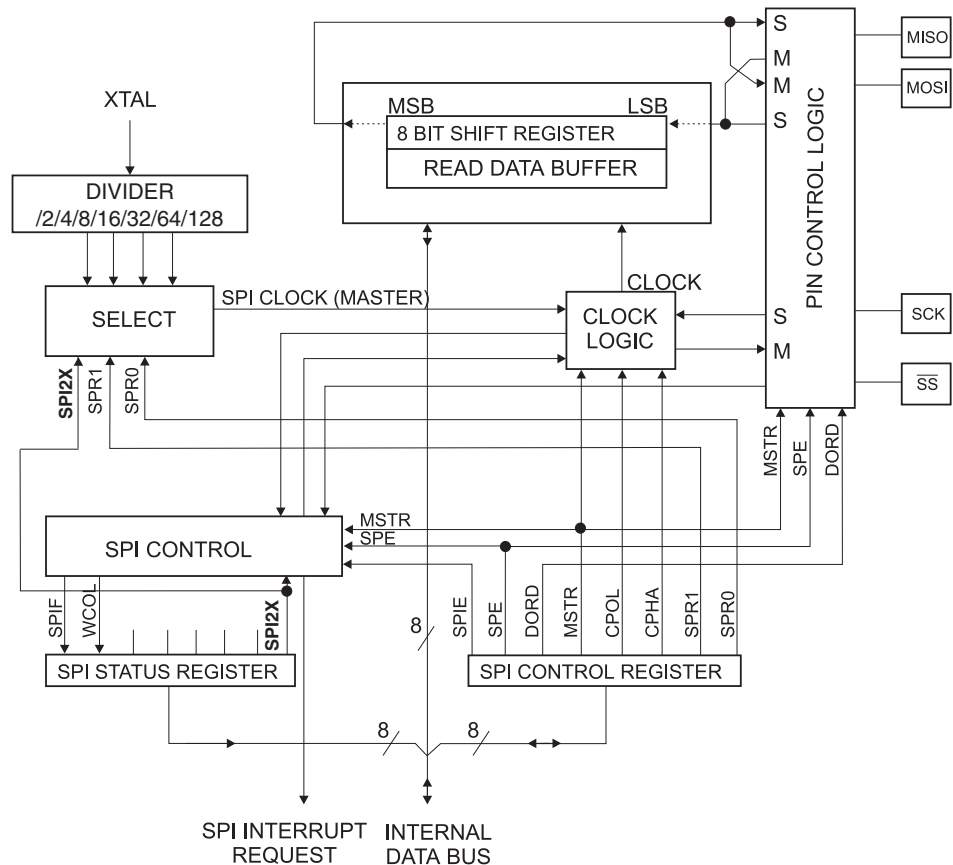 S
MISO
M
M
MOSI
XTAL
MSB
LSB
S
8 BIT SHIFT REGISTER
READ DATA BUFFER
DIVIDER
/2/4/8/16/32/64/128
PIN CONTROL LOGIC
SPI CLOCK (MASTER)
CLOCK
SELECT
CLOCK
LOGIC
S
M
SCK
SS
SPI2X
SPR1
SPR0
MSTR
SPE
DORD
MSTR
SPE
SPI CONTROL
SPIF
WCOL
SPI2X
8
SPIE
SPE
DORD
MSTR
CPOL
CPHA
SPR1
SPR0
SPI STATUS REGISTER
SPI CONTROL REGISTER
8
8
SPI INTERRUPT
REQUEST
INTERNAL
DATA BUS